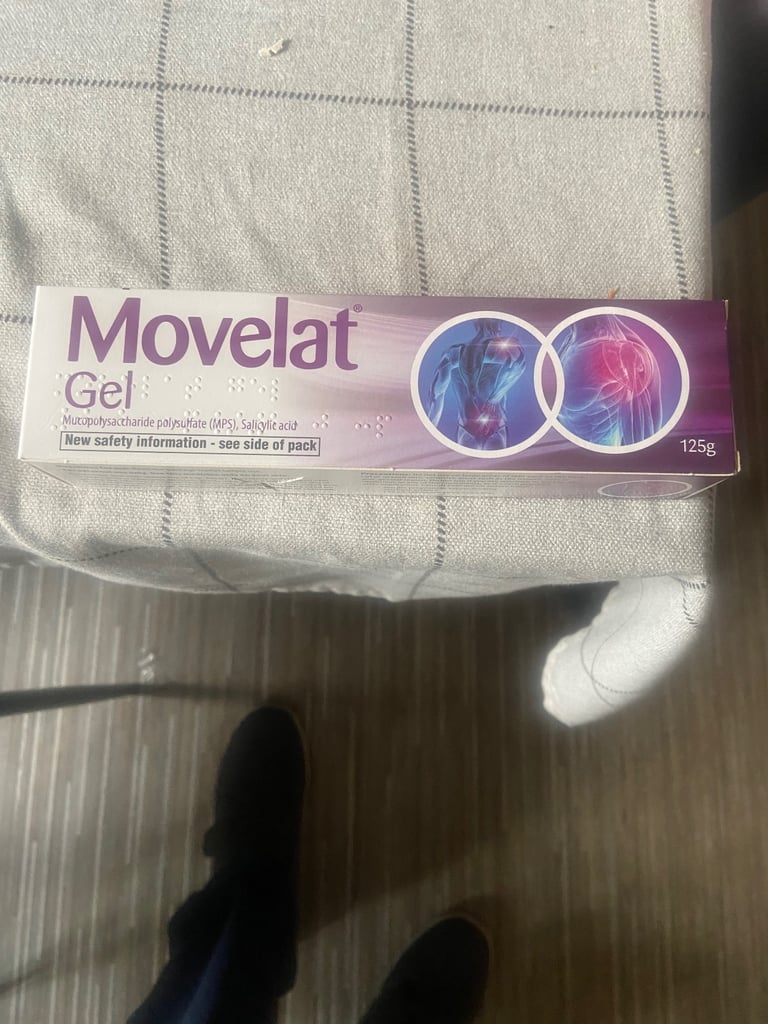 Movelat®
Gel
Mucopolysaccharide polysulfate (MPS), Salicylic acid
New safety information - see side of pack
125g